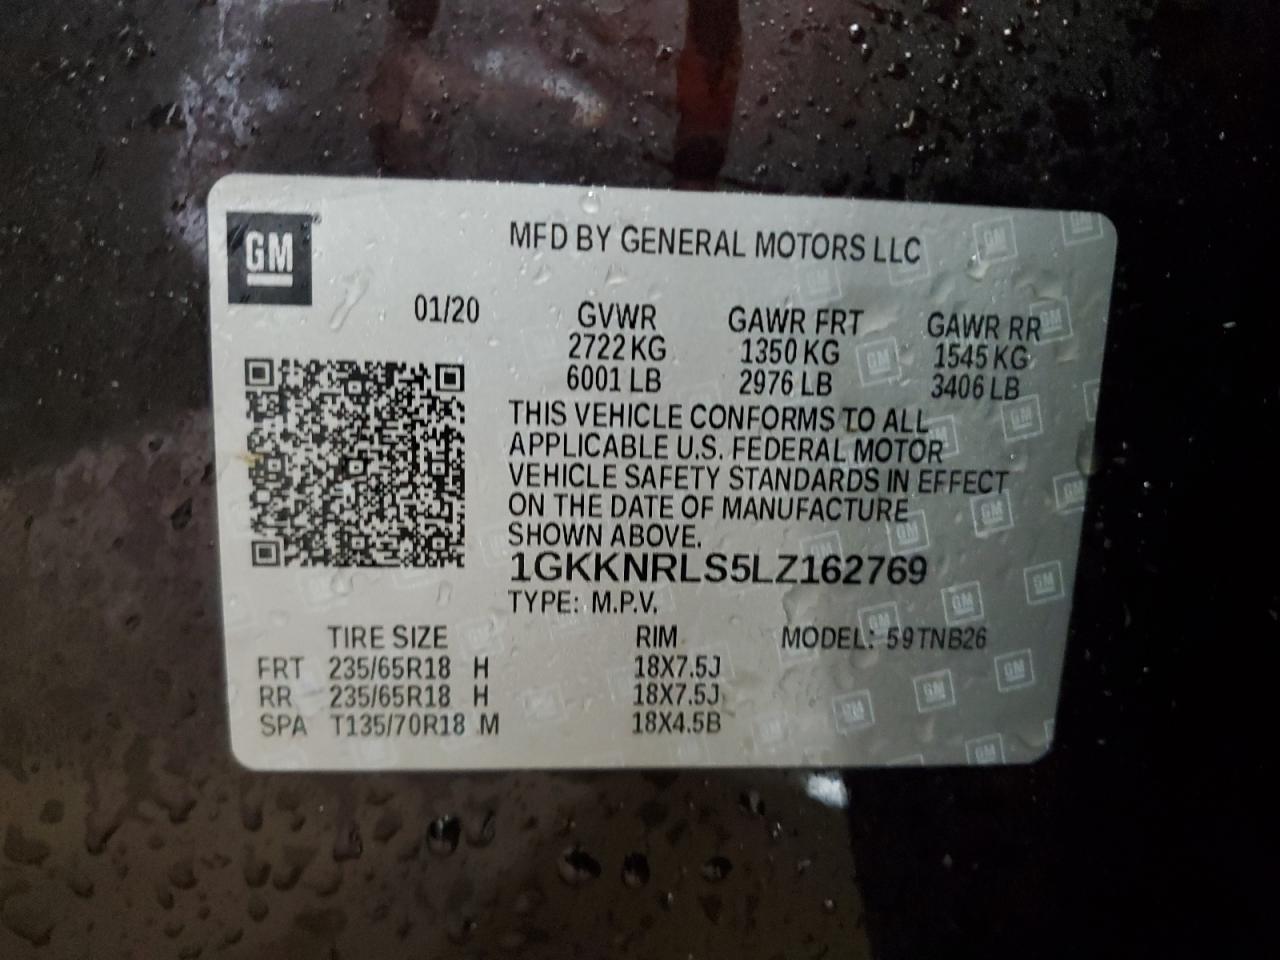 GM
MFD BY GENERAL MOTORS LLC
01/20
GVWR GAWR FRT GAWR RR
2722 KG 1350 KG 1545 KG
6001 LB 2976 LB 3406 LB
THIS VEHICLE CONFORMS TO ALL
APPLICABLE U.S. FEDERAL MOTOR
VEHICLE SAFETY STANDARDS IN EFFECT
ON THE DATE OF MANUFACTURE
SHOWN ABOVE.
1GKKNRLS5LZ162769
TYPE: M.P.V.
TIRE SIZE RIM MODEL: 59TNB26
FRT 235/65R18 H 18X7.5J
RR 235/65R18 H 18X7.5J
SPA T135/70R18 M 18X4.5B